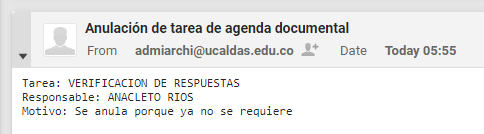 Anulación de tarea de agenda documental
From admiarchi@ucaldas.edu.co Date Today 05:55
Tarea: VERIFICACION DE RESPUESTAS
Responsable: ANACLETO RIOS
Motivo: Se anula porque ya no se requiere